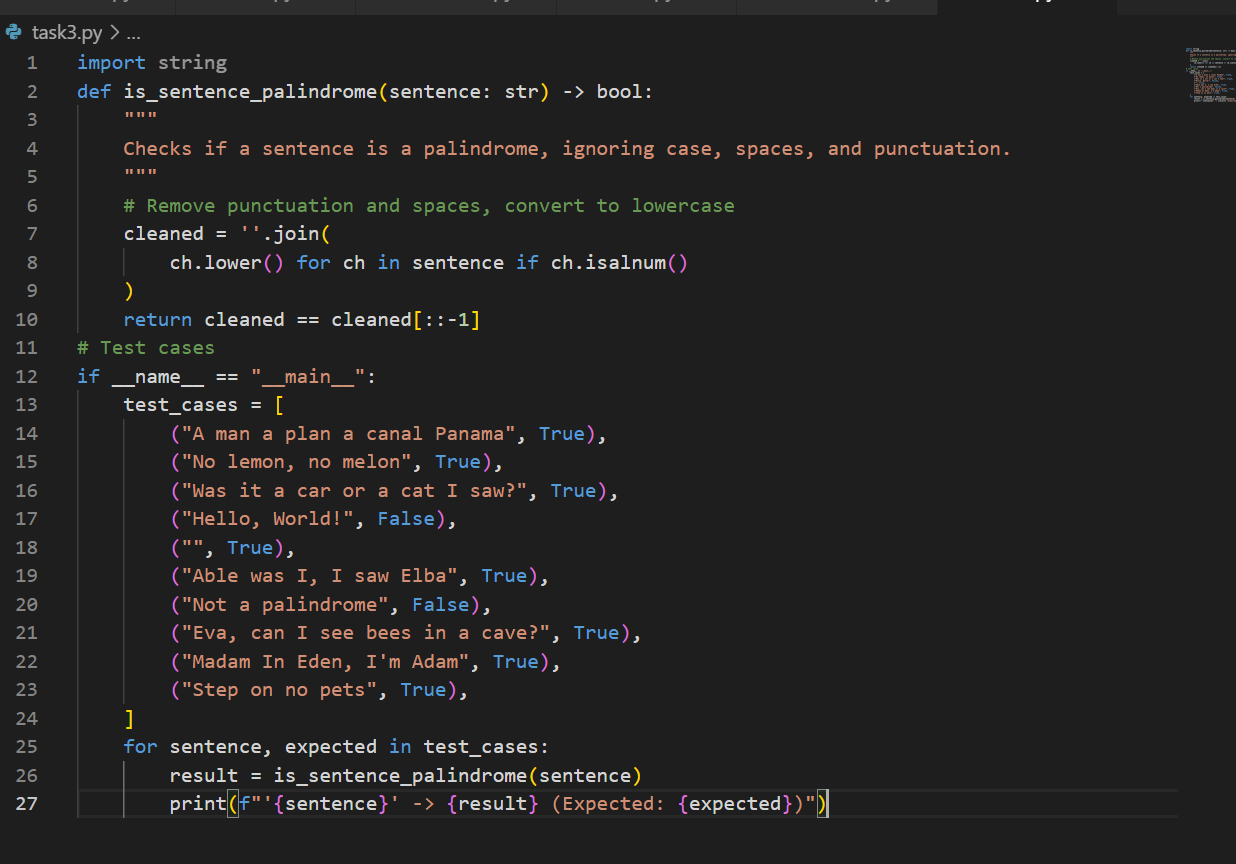 task3.py > ...
1 import string
2 def is_sentence_palindrome(sentence: str) -> bool:
3     """
4     Checks if a sentence is a palindrome, ignoring case, spaces, and punctuation.
5     """
6     # Remove punctuation and spaces, convert to lowercase
7     cleaned = ''.join(
8         ch.lower() for ch in sentence if ch.isalnum()
9     )
10     return cleaned == cleaned[::-1]
11 # Test cases
12 if __name__ == "__main__":
13     test_cases = [
14         ("A man a plan a canal Panama", True),
15         ("No lemon, no melon", True),
16         ("Was it a car or a cat I saw?", True),
17         ("Hello, World!", False),
18         ("", True),
19         ("Able was I, I saw Elba", True),
20         ("Not a palindrome", False),
21         ("Eva, can I see bees in a cave?", True),
22         ("Madam In Eden, I'm Adam", True),
23         ("Step on no pets", True),
24     ]
25     for sentence, expected in test_cases:
26         result = is_sentence_palindrome(sentence)
27         print(f"'{sentence}' -> {result} (Expected: {expected})")